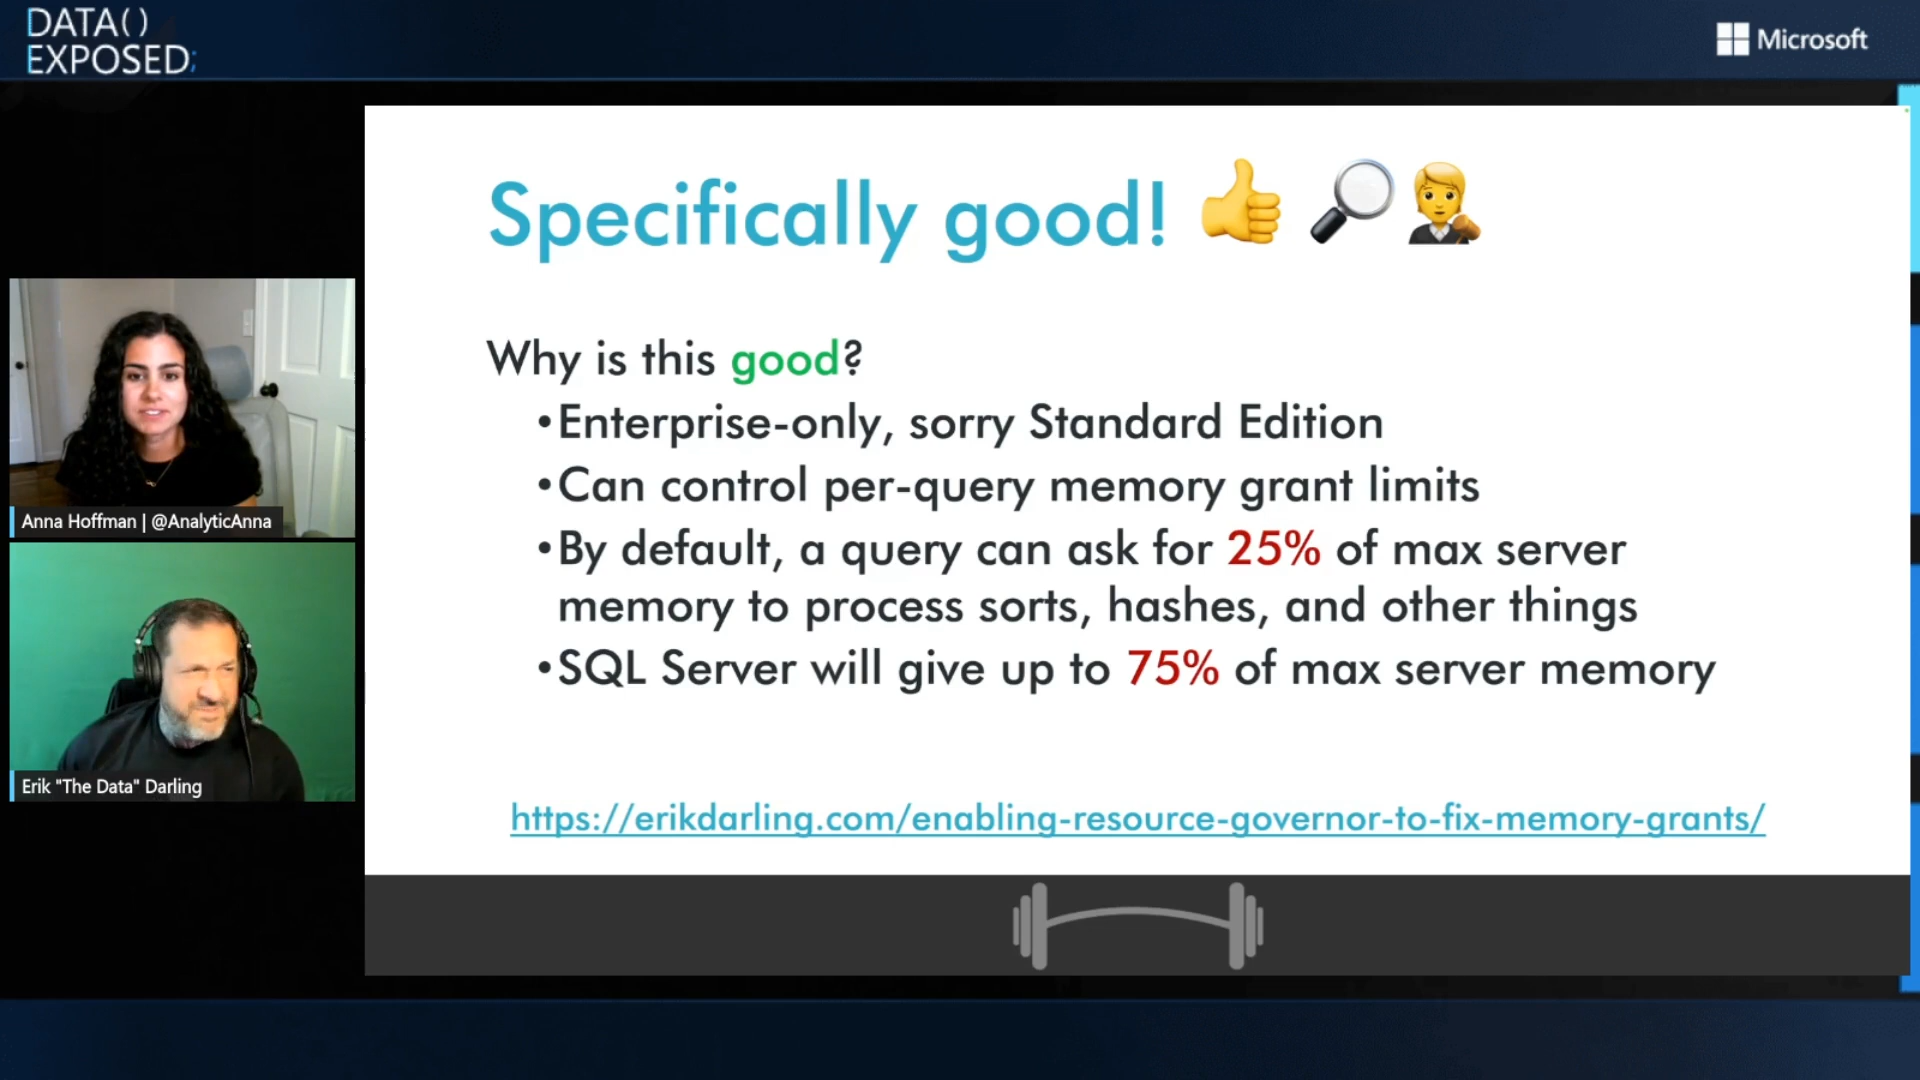 DATA()
EXPOSED;
Microsoft
Specifically good!
Why is this good?
•Enterprise-only, sorry Standard Edition
•Can control per-query memory grant limits
•By default, a query can ask for 25% of max server
memory to process sorts, hashes, and other things
•SQL Server will give up to 75% of max server memory
https://erikdarling.com/enabling-resource-governor-to-fix-memory-grants/
Anna Hoffman | @AnalyticAnna
Erik "The Data" Darling